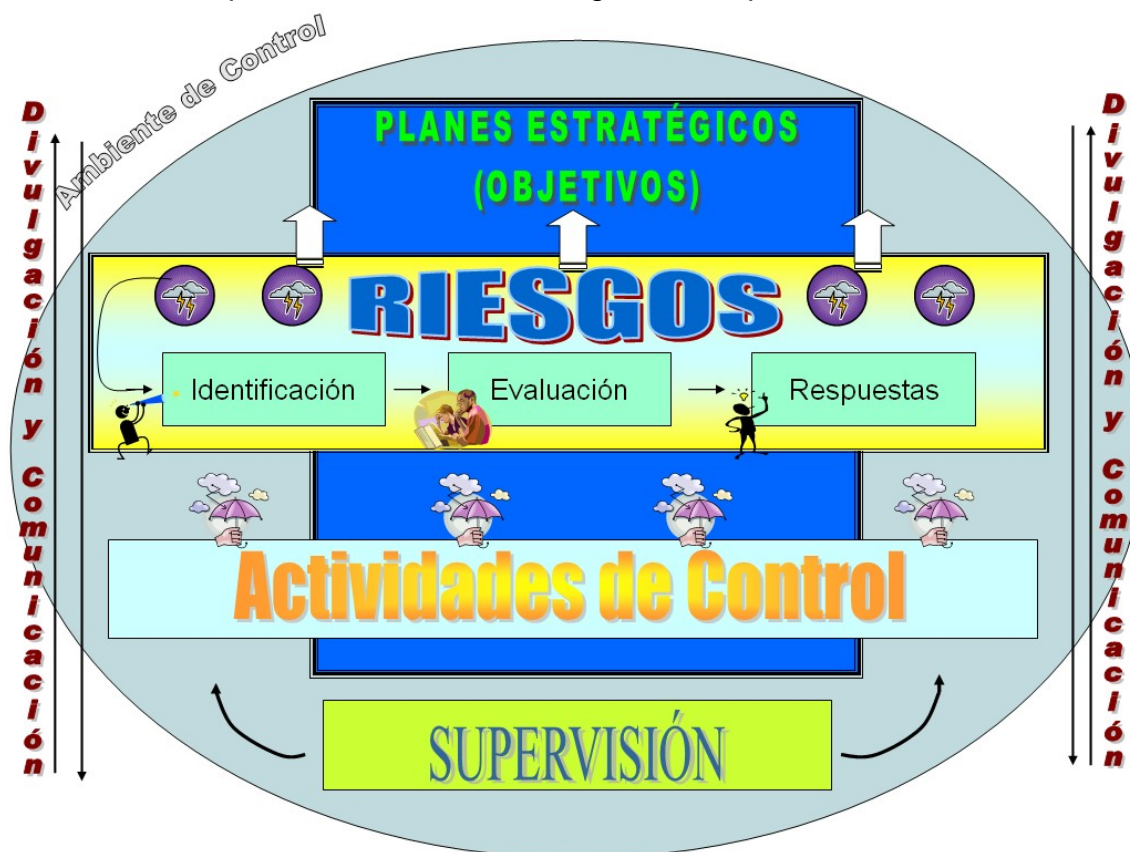 Ambiente de Control
Divulgación y Comunicación
PLANES ESTRATÉGICOS
(OBJETIVOS)
RIESGOS
Identificación
Evaluación
Respuestas
Actividades de Control
SUPERVISIÓN
Divulgación y Comunicación